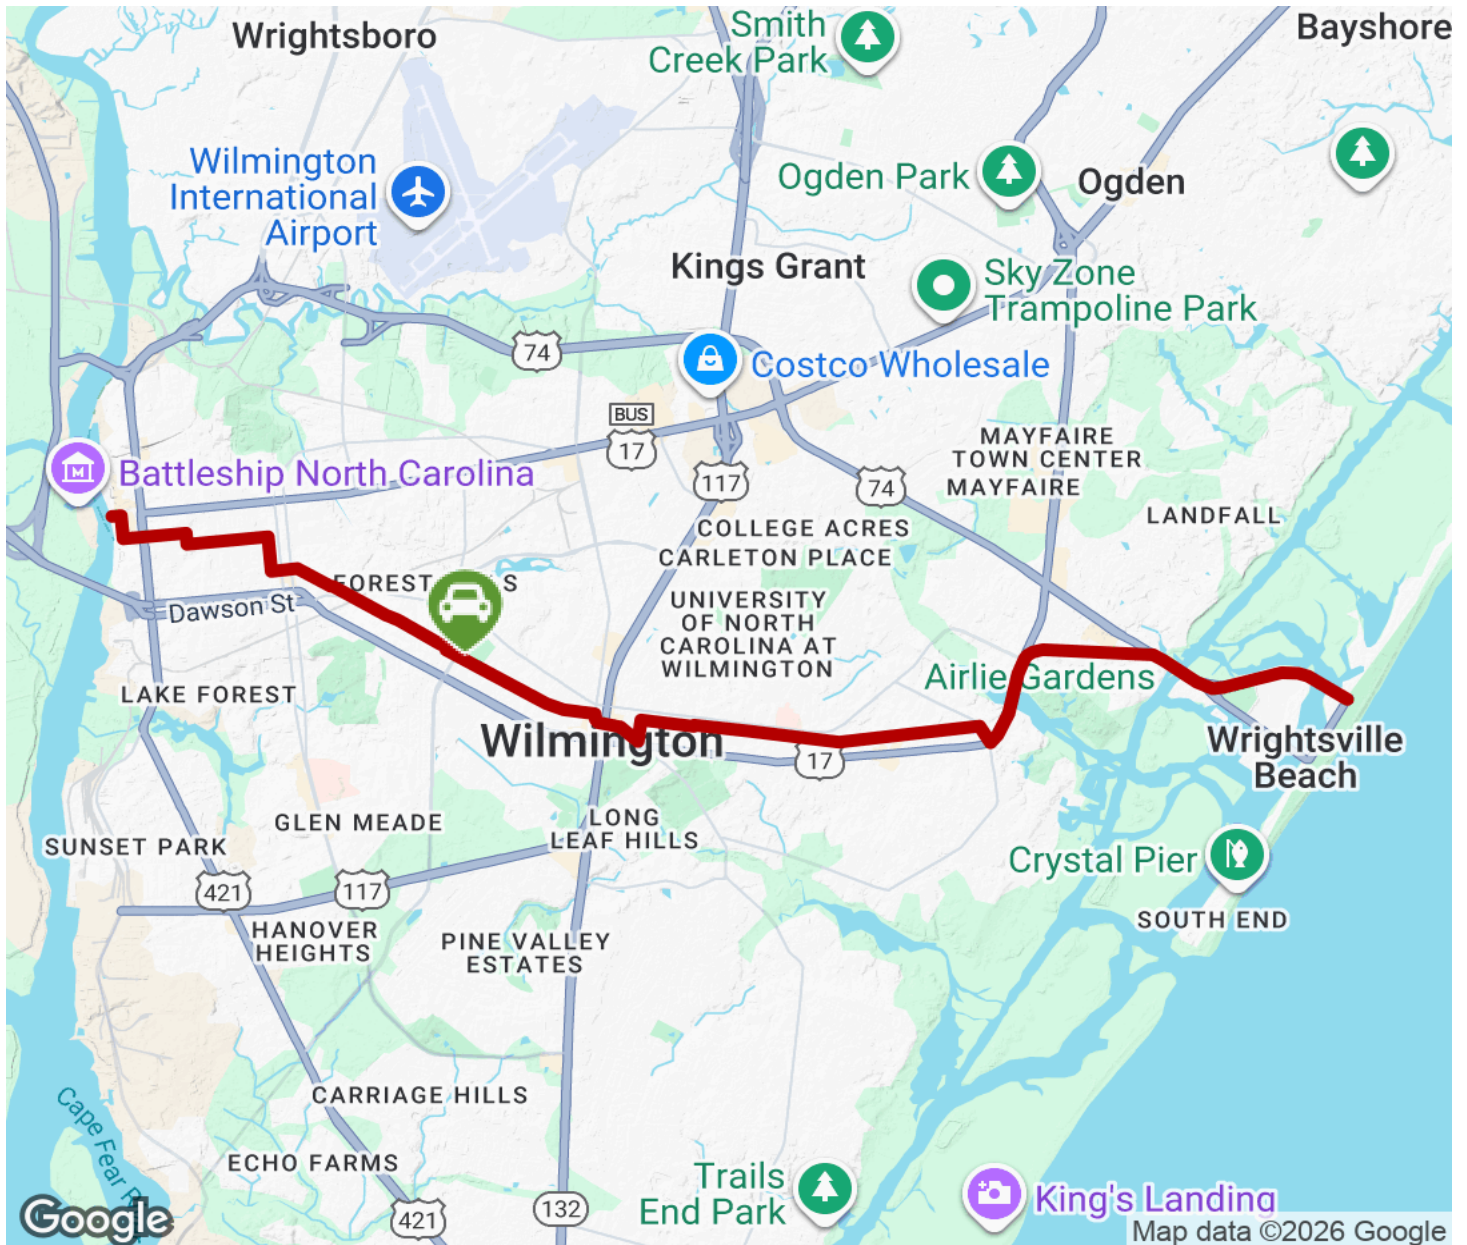 Wrightsboro
Smith
Creek Park
Bayshore
Wilmington
International
Airport
Ogden Park
Ogden
Kings Grant
Sky Zone
Trampoline Park
74
Costco Wholesale
BUS
17
Battleship North Carolina
117
74
MAYFAIRE
TOWN CENTER
MAYFAIRE
LANDFALL
COLLEGE ACRES
CARLETON PLACE
FOREST
S
Dawson St
UNIVERSITY
OF NORTH
CAROLINA AT
WILMINGTON
LAKE FOREST
Airlie Gardens
Wilmington
17
Wrightsville
Beach
GLEN MEADE
LONG
LEAF HILLS
SUNSET PARK
Crystal Pier
421
117
SOUTH END
HANOVER
HEIGHTS
PINE VALLEY
ESTATES
CARRIAGE HILLS
Cape Fear R
ECHO FARMS
Trails
End Park
King's Landing
132
421
Google
Map data ©2026 Google